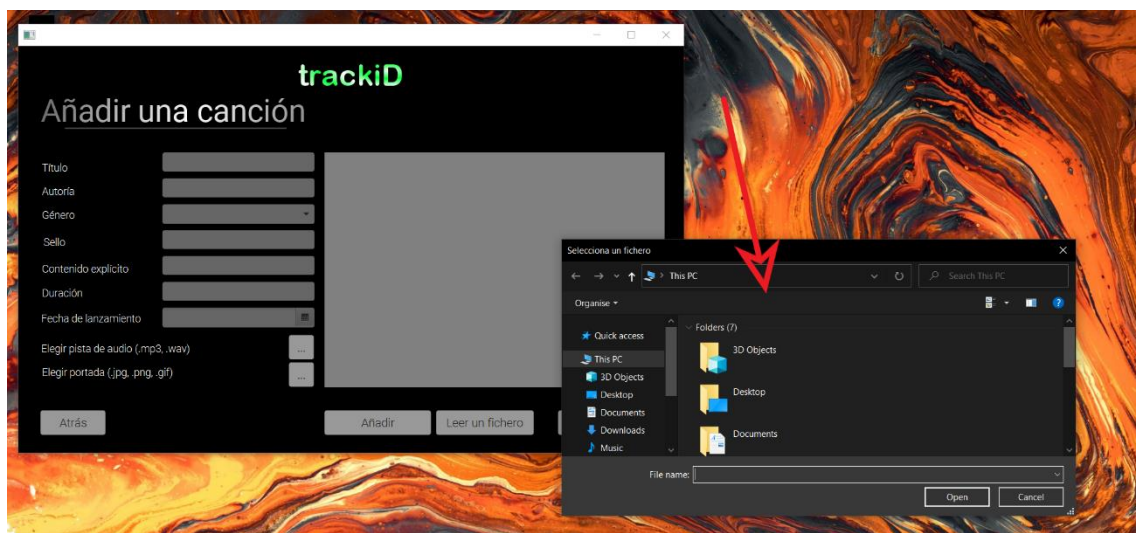 trackiD
Añadir una canción
Título
Autoría
Género
Sello
Contenido explícito
Duración
Fecha de lanzamiento
Elegir pista de audio (.mp3, .wav)
...
Elegir portada (.jpg, .png, .gif)
...
Atrás
Añadir
Leer un fichero
Selecciona un fichero
This PC
Search This PC
Organise
Quick access
This PC
3D Objects
Desktop
Documents
Downloads
Music
Folders (7)
3D Objects
Desktop
Documents
File name:
Open
Cancel